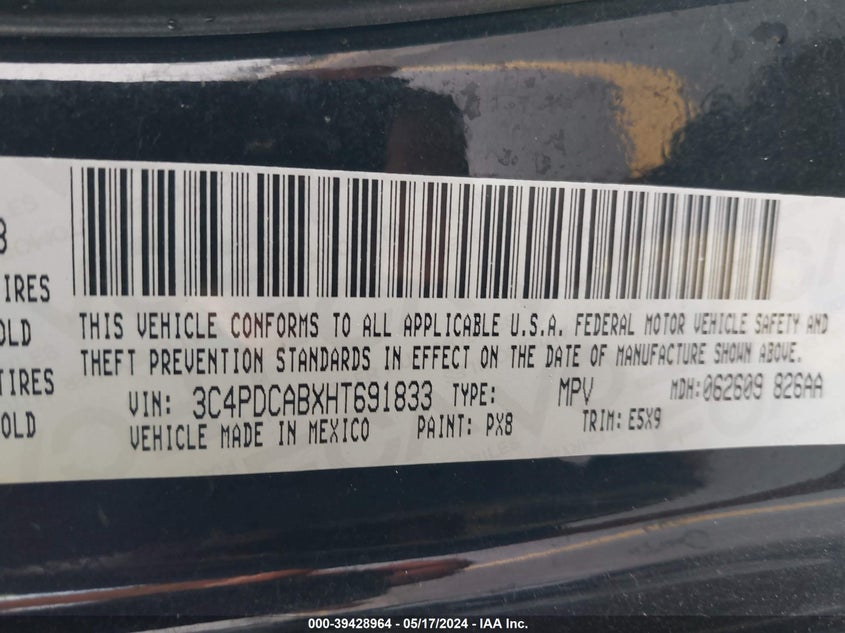 8
IRES
OLD
TIRES
OLD
THIS VEHICLE CONFORMS TO ALL APPLICABLE U.S.A. FEDERAL MOTOR VEHICLE SAFETY AND
THEFT PREVENTION STANDARDS IN EFFECT ON THE DATE OF MANUFACTURE SHOWN ABOVE.
VIN: 3C4PDCABXHT691833 TYPE: MPV MDH:062609 826AA
VEHICLE MADE IN MEXICO PAINT: PX8 TRIM: E5X9
000-39428964 - 05/17/2024 - IAA Inc.